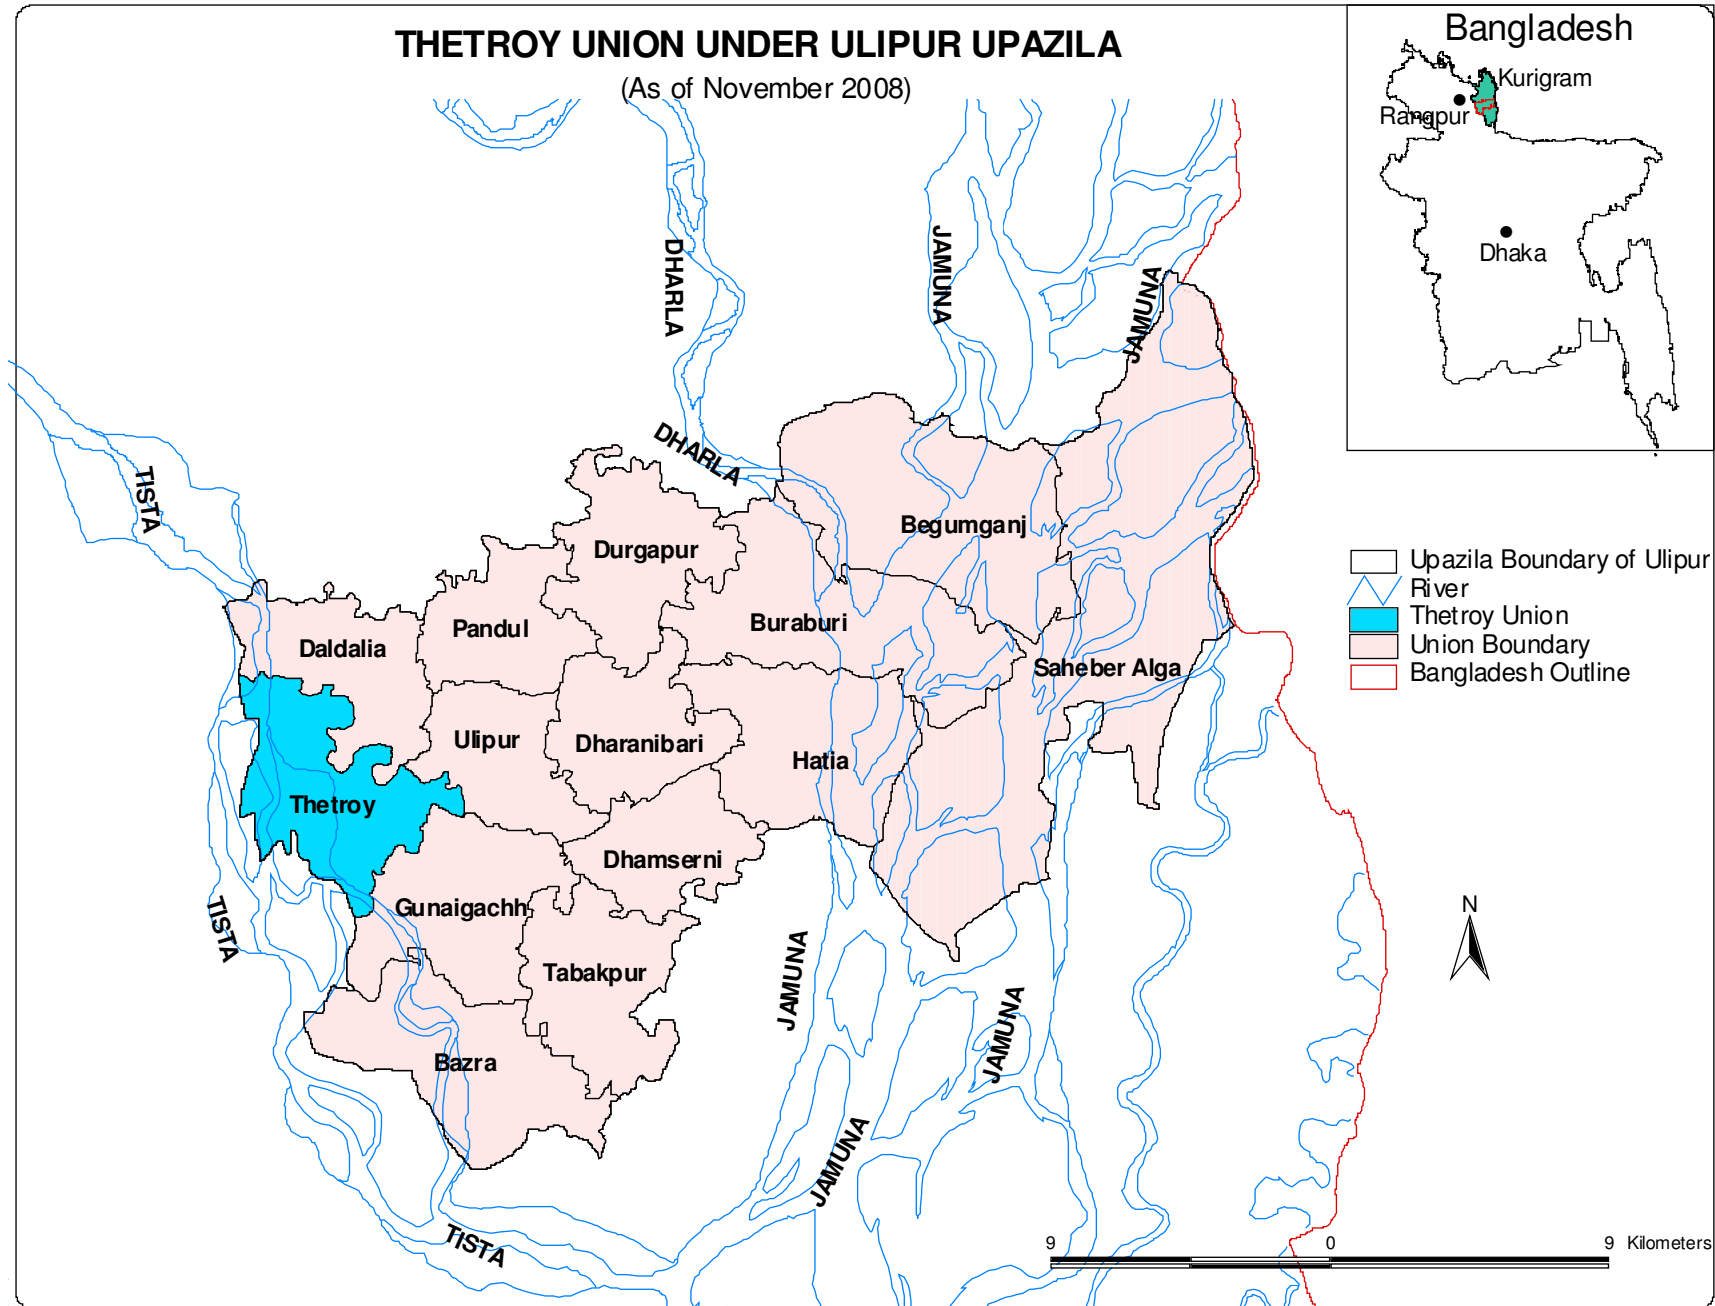 THETROY UNION UNDER ULIPUR UPAZILA
(As of November 2008)
Bangladesh
Kurigram
Rangpur
Dhaka
DHARLA
JAMUNA
JAMUNA
DHARLA
TISTA
Begumganj
Durgapur
Buraburi
Pandul
Daldalia
Saheber Alga
Ulipur
Dharanibari
Hatia
Thetroy
Dhamserni
Gunaigachh
TISTA
Tabakpur
JAMUNA
JAMUNA
Bazra
JAMUNA
TISTA
Upazila Boundary of Ulipur
River
Thetroy Union
Union Boundary
Bangladesh Outline
N
9 0 9 Kilometers